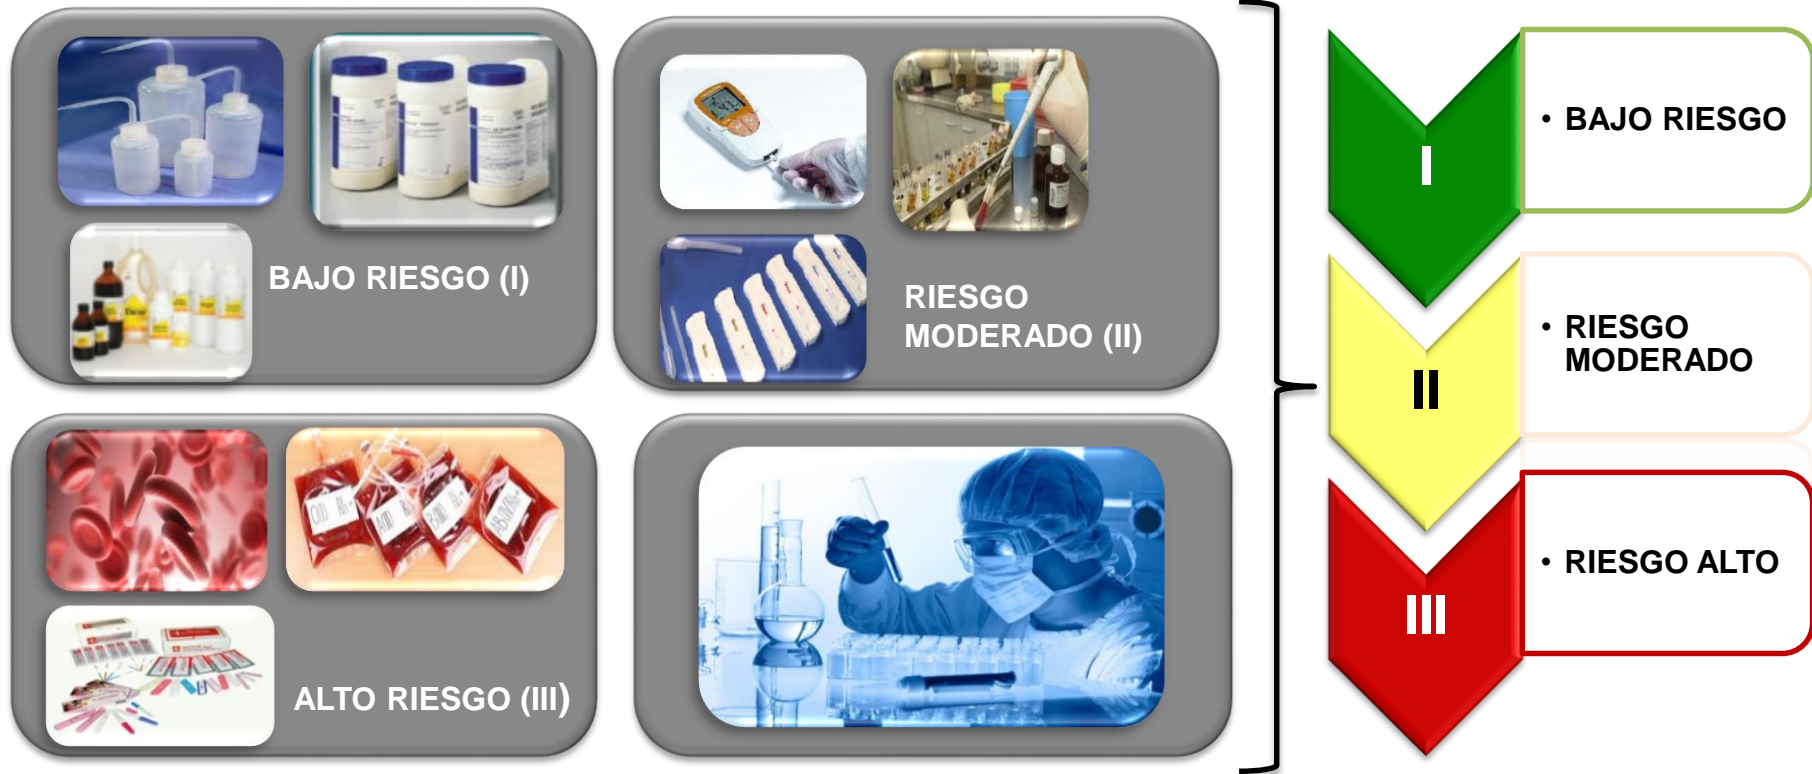 BAJO RIESGO (I)
RIESGO
MODERADO (II)
ALTO RIESGO (III)
I
• BAJO RIESGO
II
• RIESGO
MODERADO
III
• RIESGO ALTO